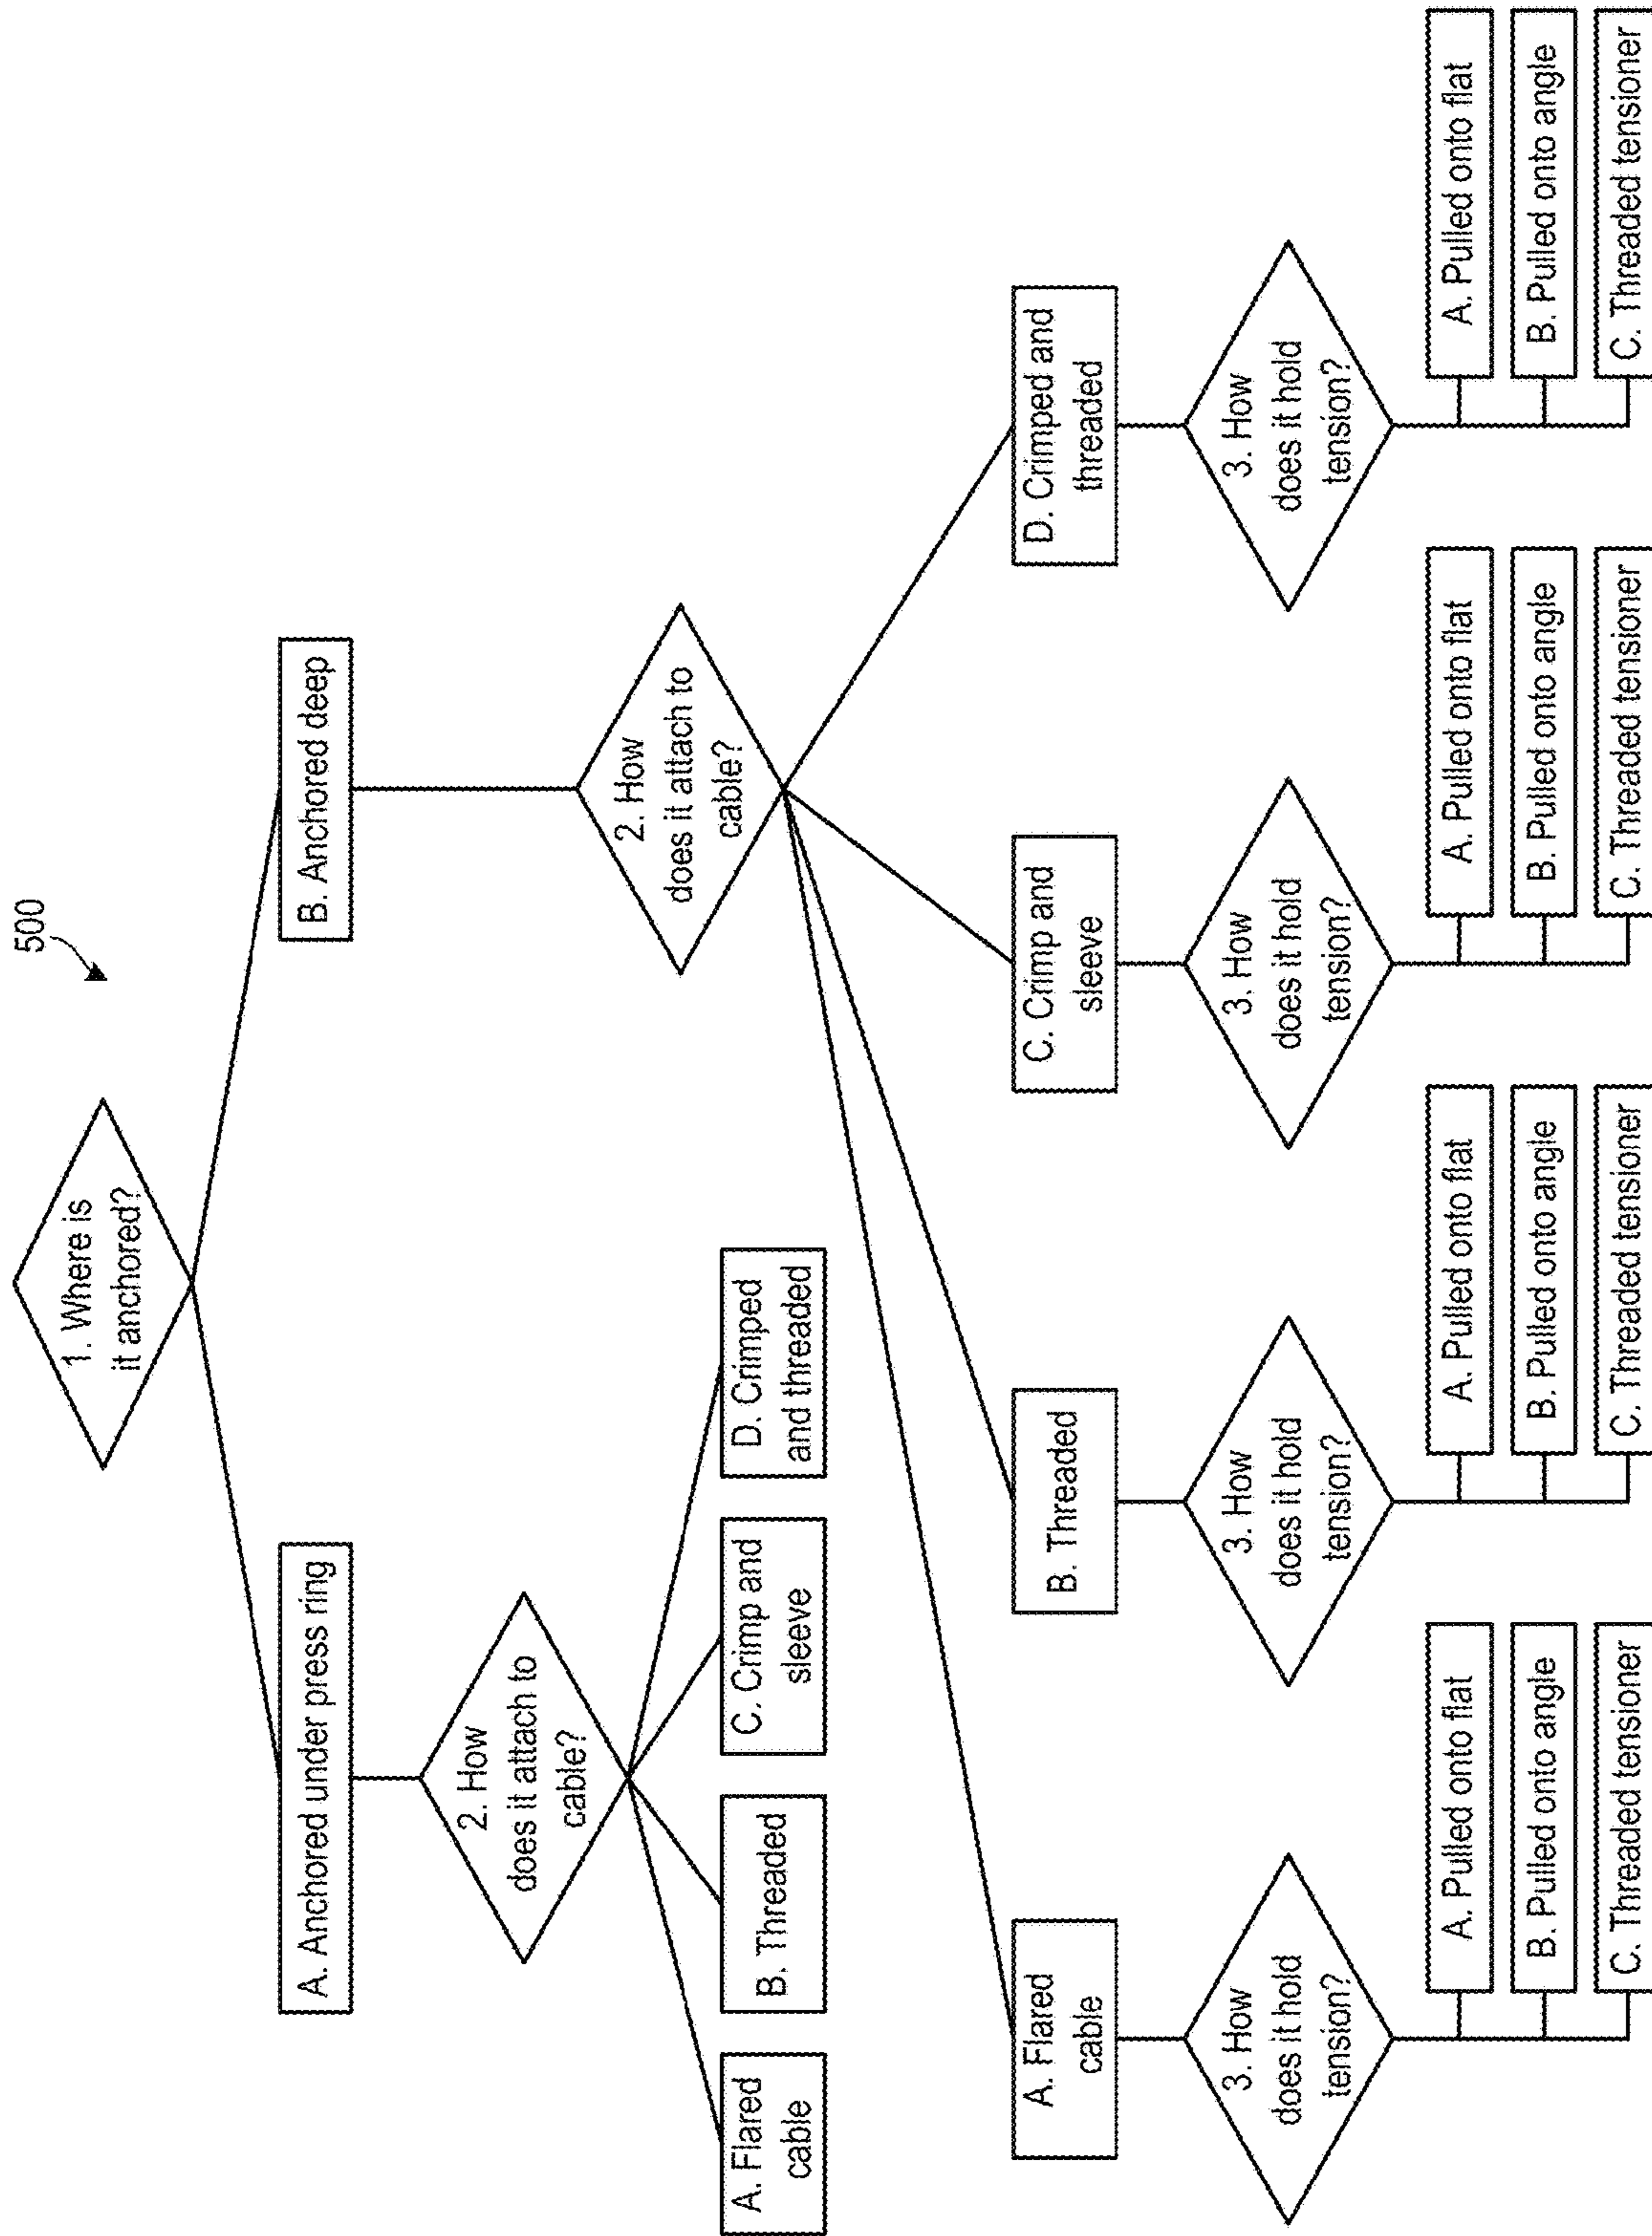 500
1. Where is
it anchored?
A. Anchored under press ring
B. Anchored deep
2. How
does it attach to
cable?
2. How
does it attach to
cable?
A. Flared
cable
B. Threaded
C. Crimp and
sleeve
D. Crimped
and threaded
A. Flared
cable
B. Threaded
C. Crimp and
sleeve
D. Crimped and
threaded
3. How
does it hold
tension?
3. How
does it hold
tension?
3. How
does it hold
tension?
3. How
does it hold
tension?
A. Pulled onto flat
B. Pulled onto angle
C. Threaded tensioner
A. Pulled onto flat
B. Pulled onto angle
C. Threaded tensioner
A. Pulled onto flat
B. Pulled onto angle
C. Threaded tensioner
A. Pulled onto flat
B. Pulled onto angle
C. Threaded tensioner